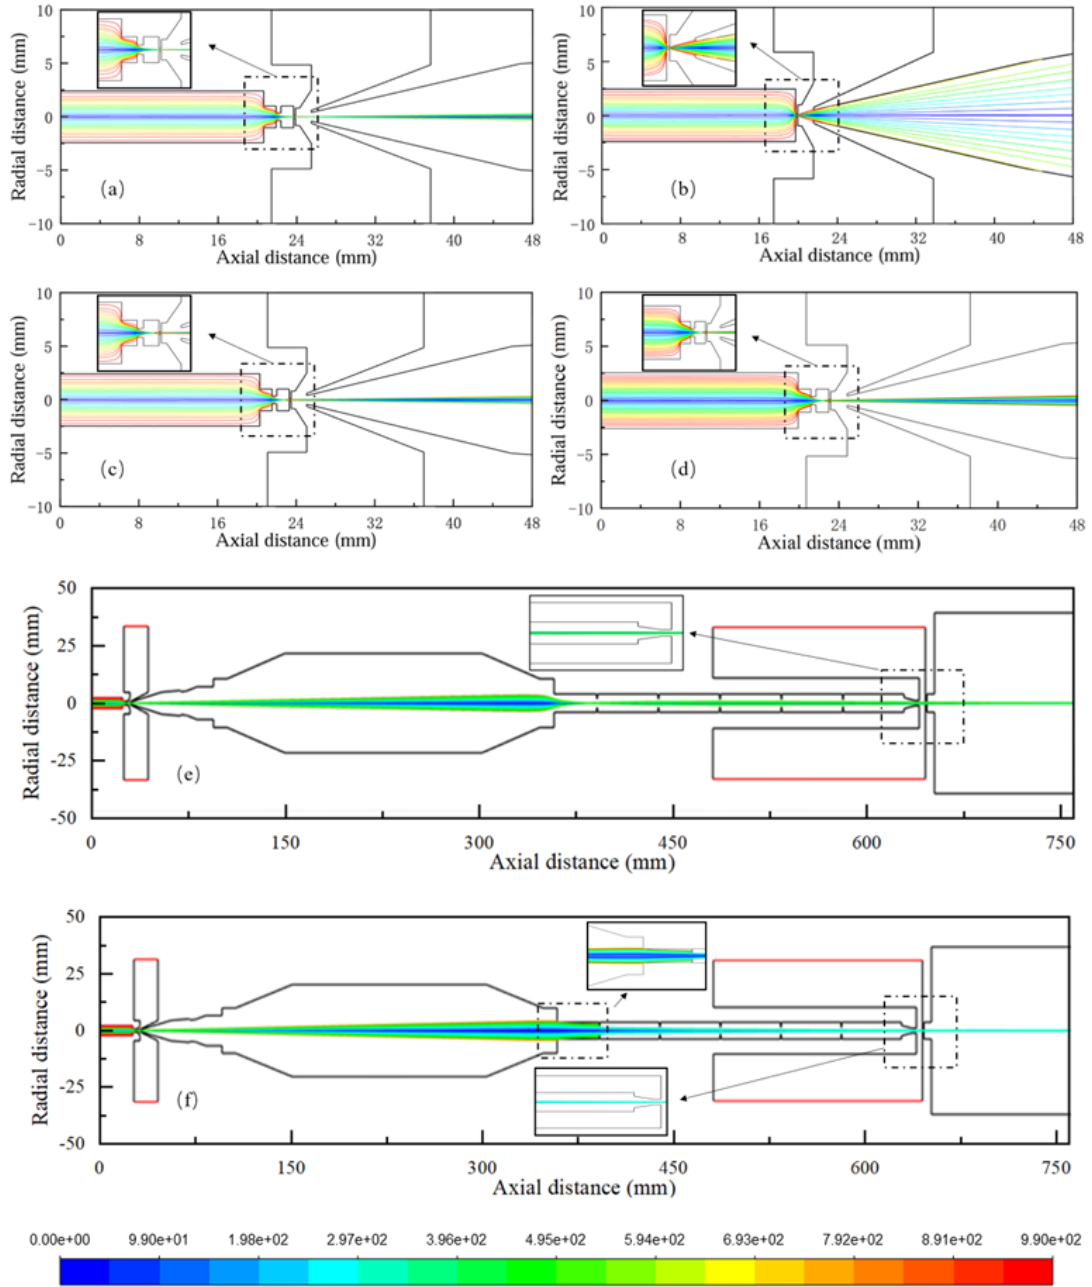 10
5
0
−5
−10
Radial distance (mm)
(a)
0 8 16 24 32 40 48
Axial distance (mm)
10
5
0
−5
−10
Radial distance (mm)
(b)
0 8 16 24 32 40 48
Axial distance (mm)
10
5
0
−5
−10
Radial distance (mm)
(c)
0 8 16 24 32 40 48
Axial distance (mm)
10
5
0
−5
−10
Radial distance (mm)
(d)
0 8 16 24 32 40 48
Axial distance (mm)
50
25
0
-25
-50
Radial distance (mm)
(e)
0 150 300 450 600 750
Axial distance (mm)
50
25
0
-25
-50
Radial distance (mm)
(f)
0 150 300 450 600 750
Axial distance (mm)
0.00e+00 9.90e+01 1.98e+02 2.97e+02 3.96e+02 4.95e+02 5.94e+02 6.93e+02 7.92e+02 8.91e+02 9.90e+02